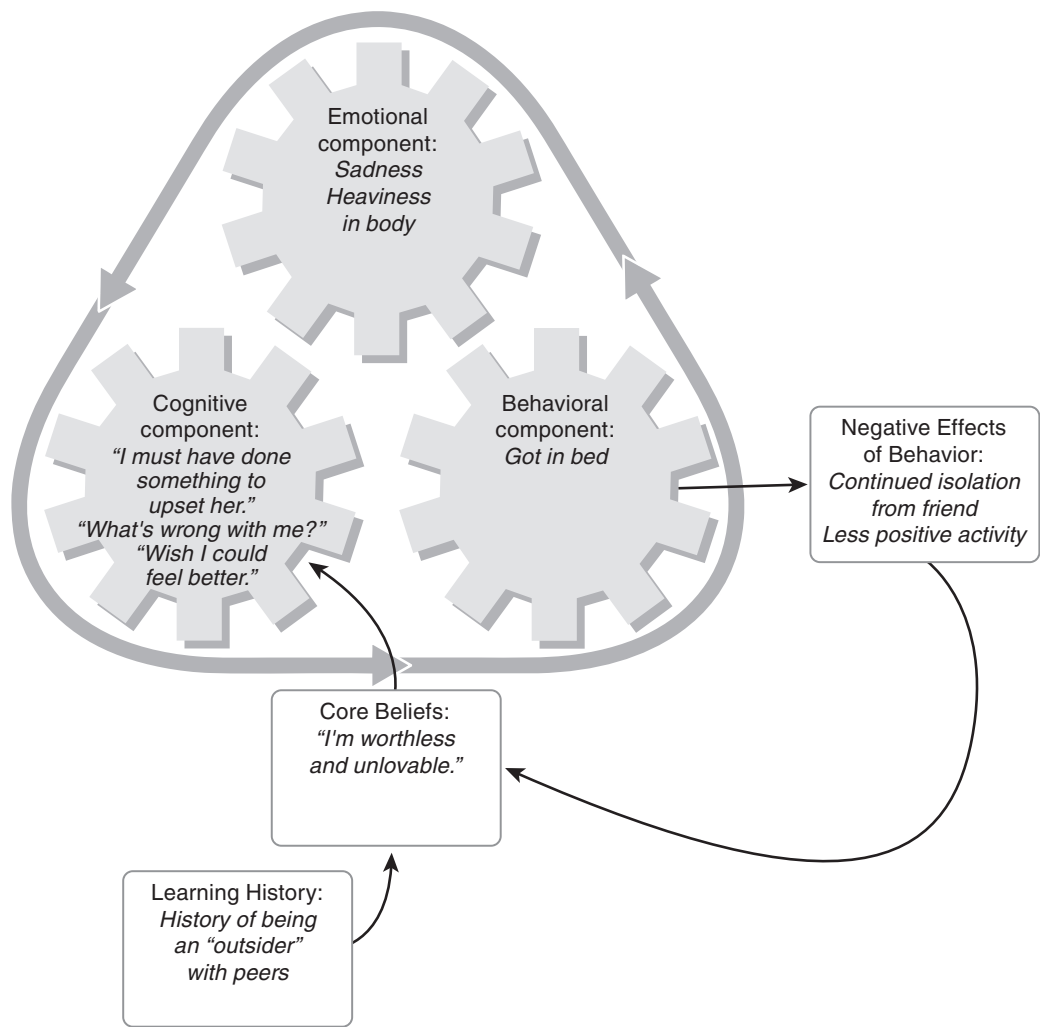 Emotional
component:
Sadness
Heaviness
in body
Cognitive
component:
“I must have done
something to
upset her.”
“What's wrong with me?”
“Wish I could
feel better.”
Behavioral
component:
Got in bed
Negative Effects
of Behavior:
Continued isolation
from friend
Less positive activity
Core Beliefs:
“I'm worthless
and unlovable.”
Learning History:
History of being
an “outsider”
with peers